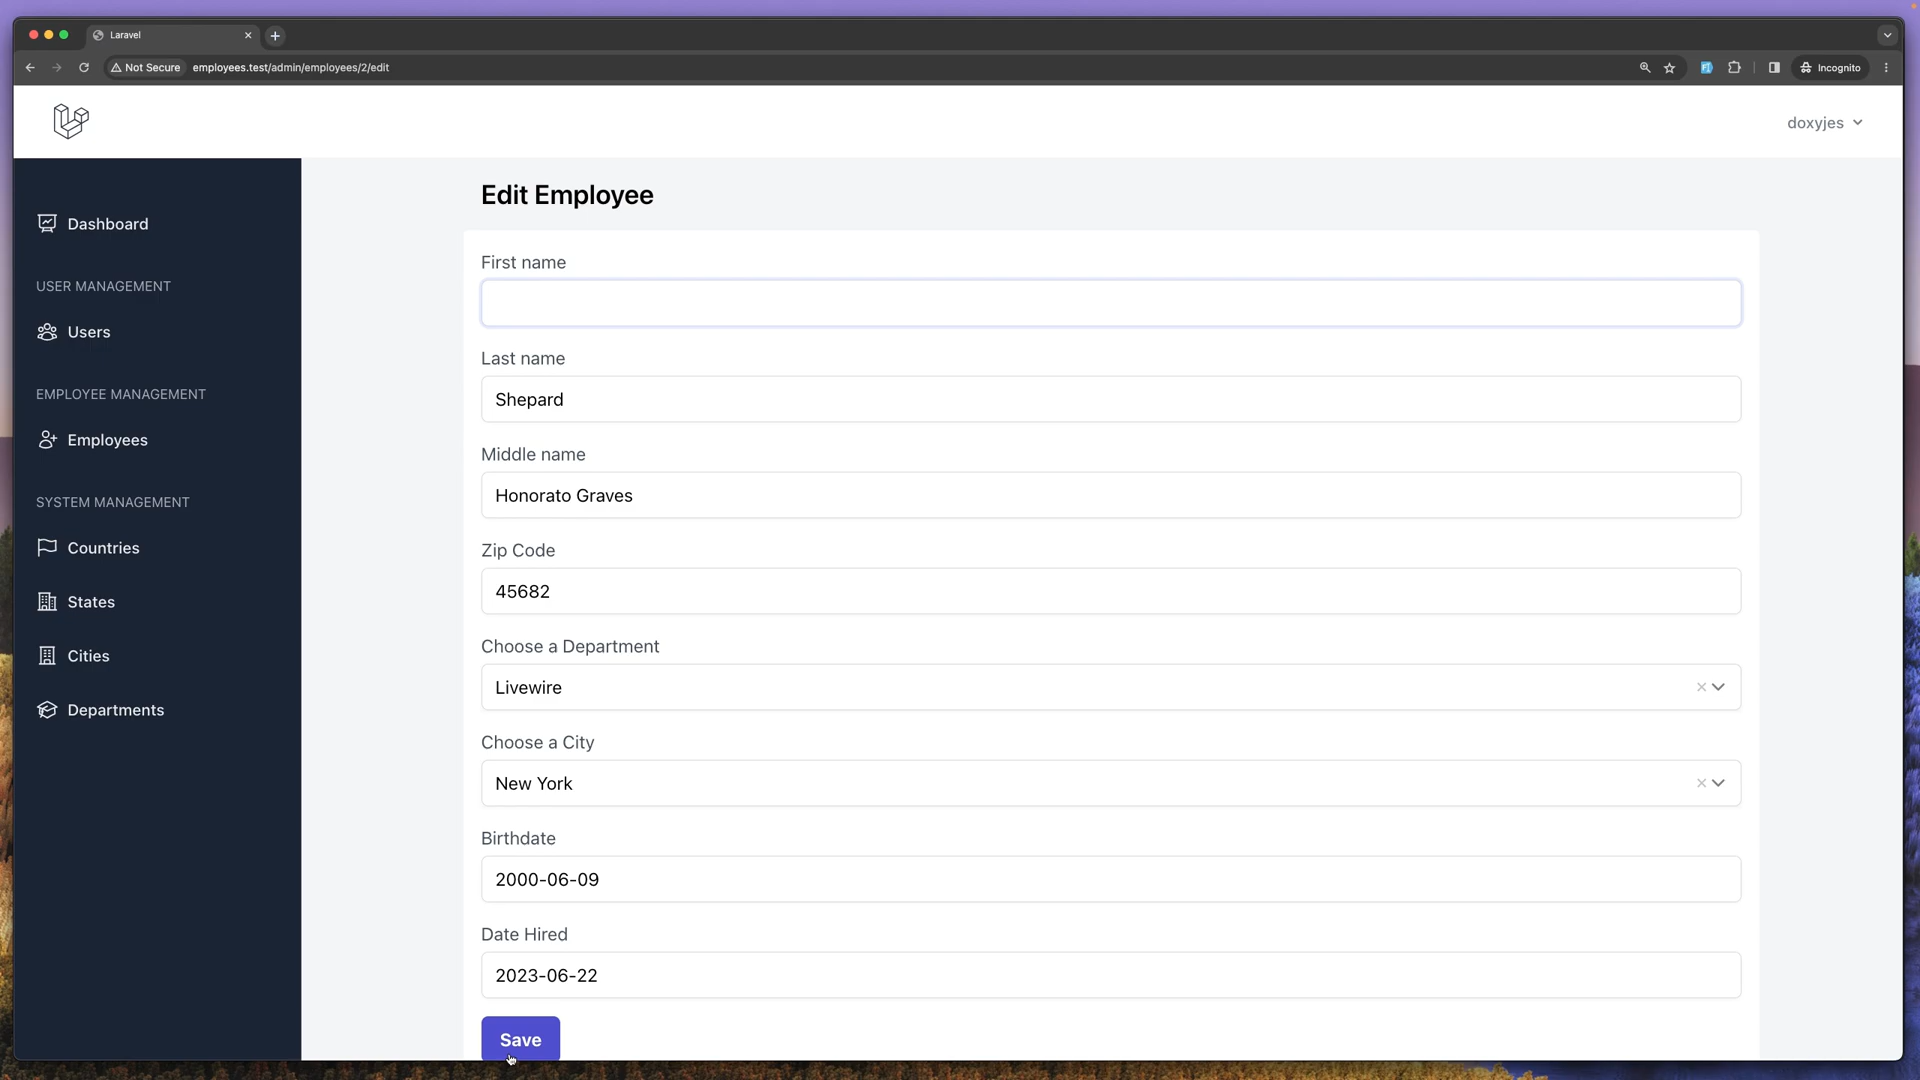 Laravel
Not Secure employees.test/admin/employees/2/edit
Incognito
doxyjes
Dashboard
USER MANAGEMENT
Users
EMPLOYEE MANAGEMENT
Employees
SYSTEM MANAGEMENT
Countries
States
Cities
Departments
Edit Employee
First name
Last name
Shepard
Middle name
Honorato Graves
Zip Code
45682
Choose a Department
Livewire
Choose a City
New York
Birthdate
2000-06-09
Date Hired
2023-06-22
Save